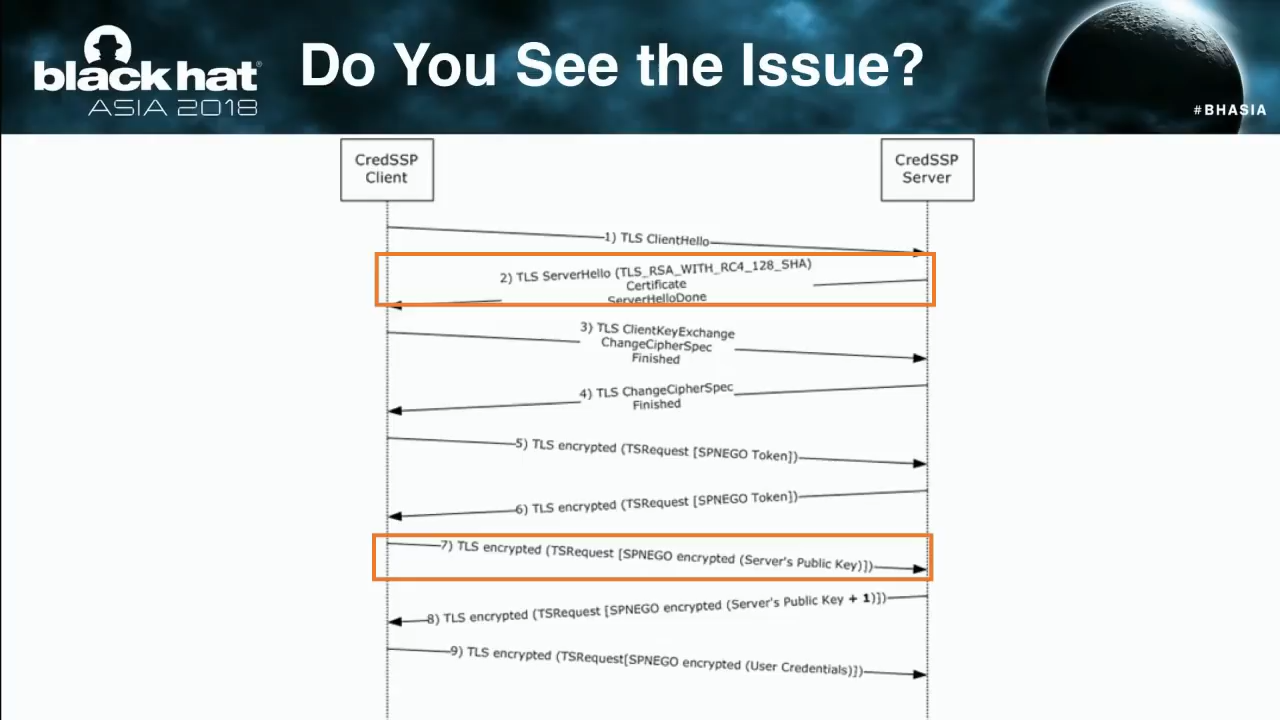 black hat
ASIA 2018
Do You See the Issue?
#BHASIA
CredSSP
Client
CredSSP
Server
1) TLS ClientHello
2) TLS ServerHello (TLS_RSA_WITH_RC4_128_SHA)
Certificate
ServerHelloDone
3) TLS ClientKeyExchange
ChangeCipherSpec
Finished
4) TLS ChangeCipherSpec
Finished
5) TLS encrypted (TSRequest [SPNEGO Token])
6) TLS encrypted (TSRequest [SPNEGO Token])
7) TLS encrypted (TSRequest [SPNEGO encrypted (Server's Public Key)])
8) TLS encrypted (TSRequest [SPNEGO encrypted (Server's Public Key + 1)])
9) TLS encrypted (TSRequest[SPNEGO encrypted (User Credentials)])